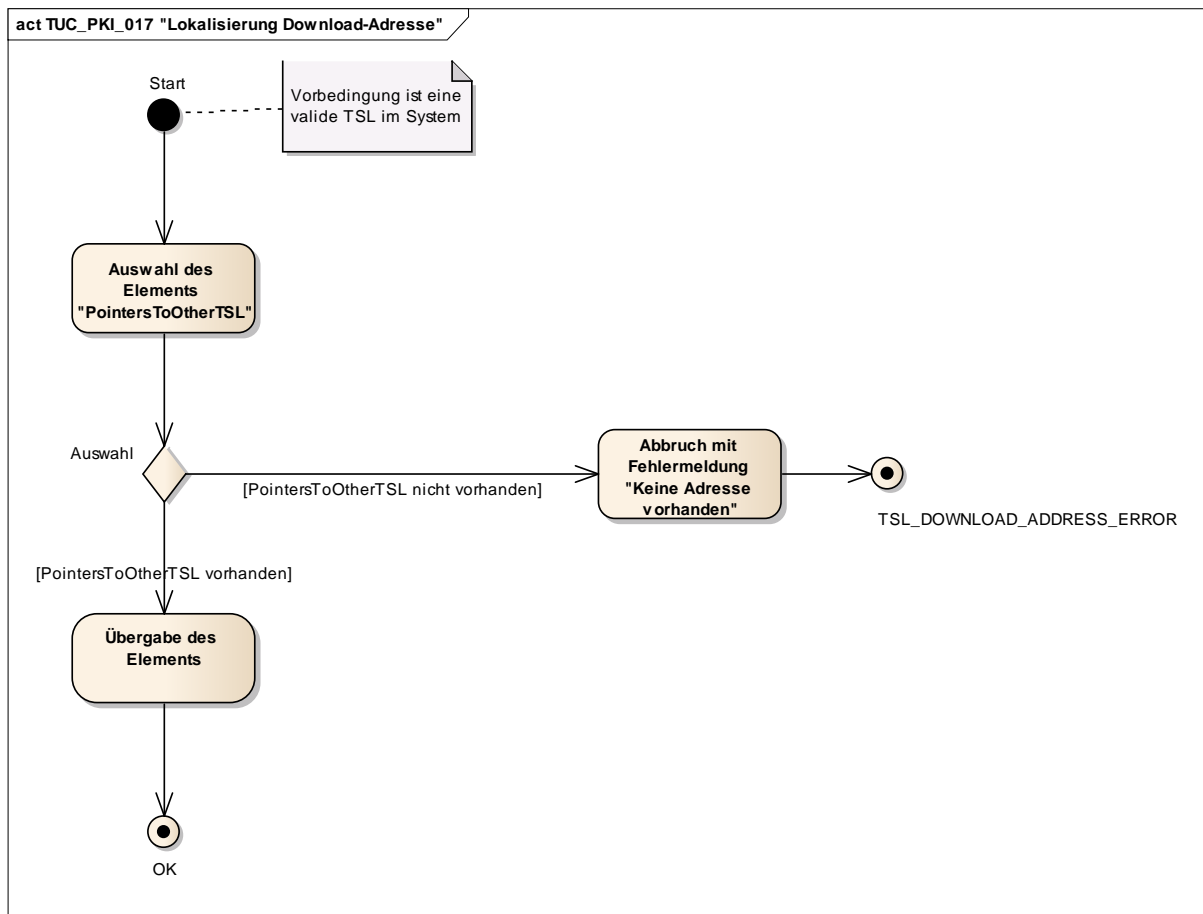 act TUC_PKI_017 "Lokalisierung Download-Adresse"
Start
Vorbedingung ist eine
valide TSL im System
Auswahl des
Elements
"PointersToOtherTSL"
Auswahl
[PointersToOtherTSL nicht vorhanden]
Abbruch mit
Fehlermeldung
"Keine Adresse
vorhanden"
TSL_DOWNLOAD_ADDRESS_ERROR
[PointersToOtherTSL vorhanden]
Übergabe des
Elements
OK